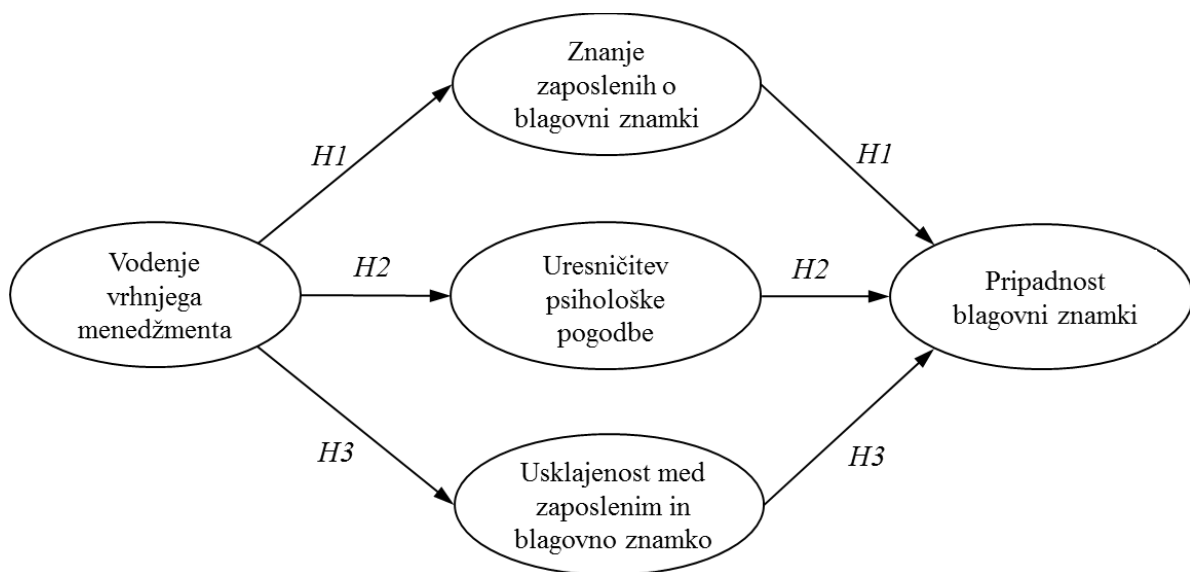 Znanje
zaposlenih o
blagovni znamki
H1
H1
Vodenje
vrhnjega
menedžmenta
H2
Uresničitev
psihološke
pogodbe
H2
Pripadnost
blagovni znamki
H3
Usklajenost med
zaposlenim in
blagovno znamko
H3